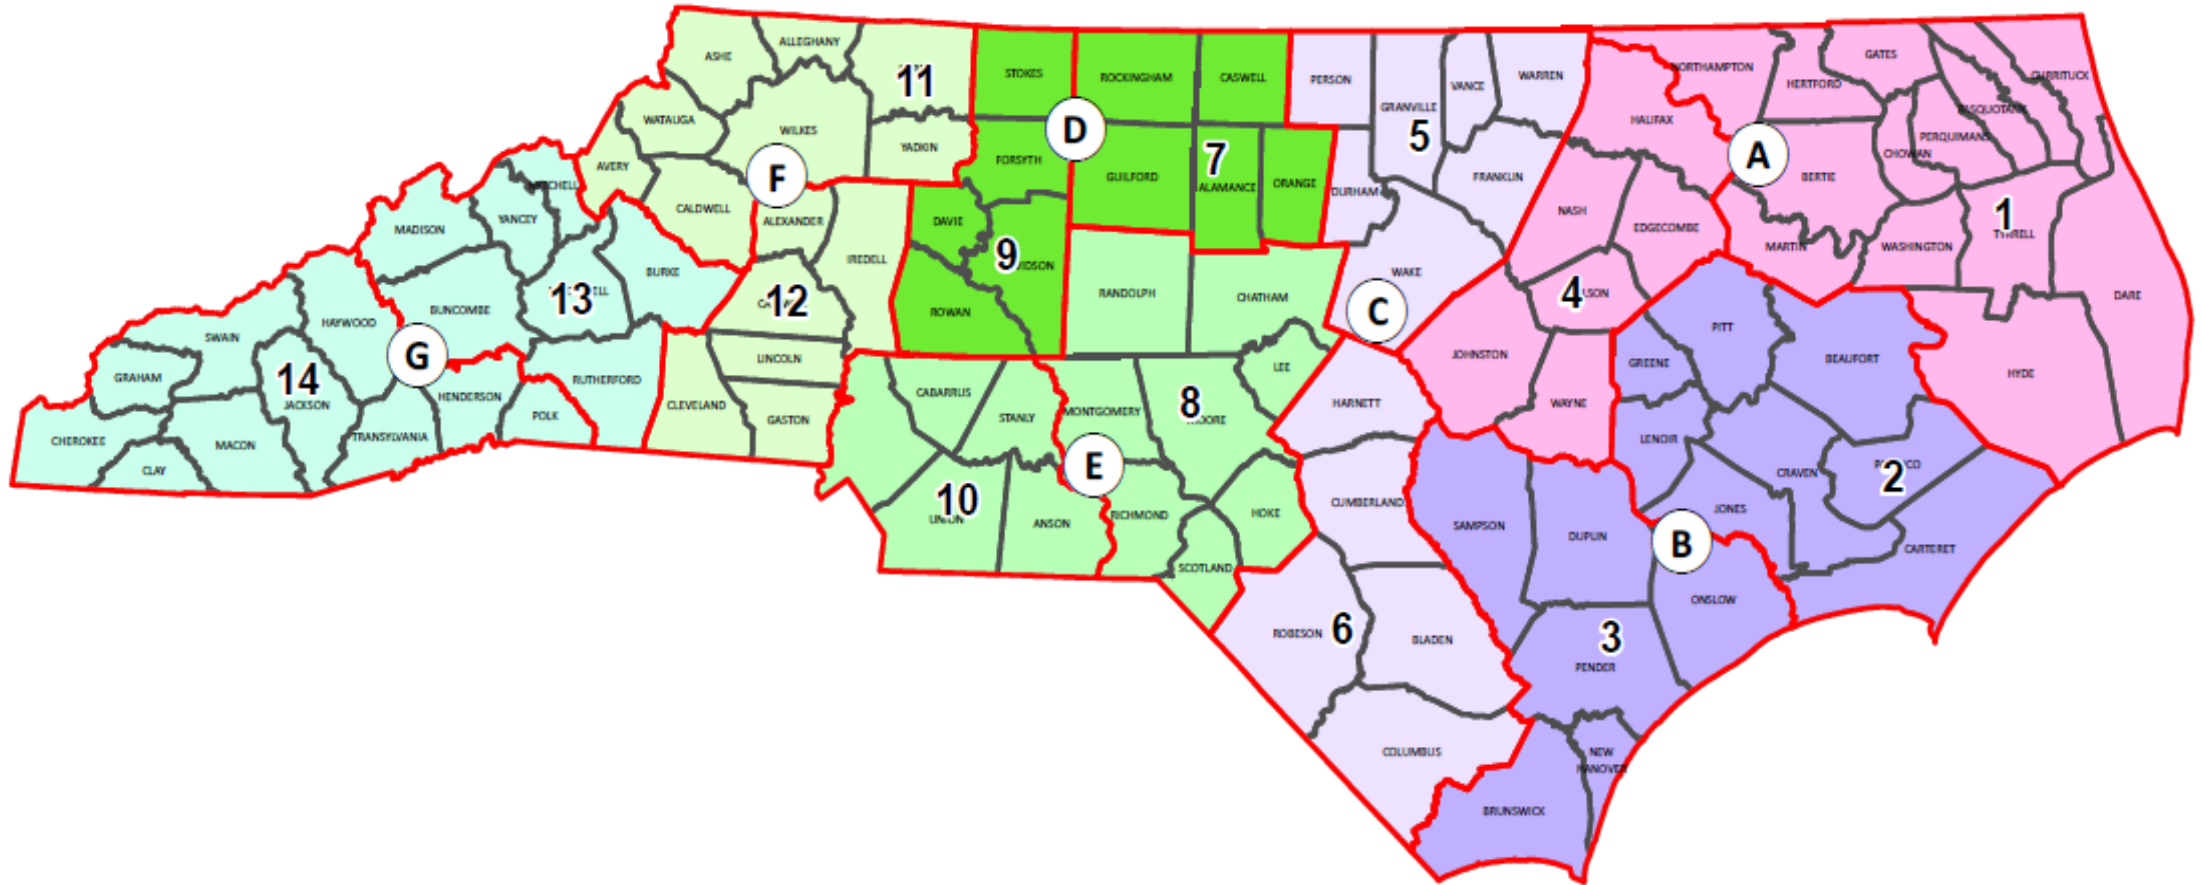 ASHE
ALLEGHANY
11
STOKES
ROCKINGHAM
CASWELL
PERSON
GRANVILLE
VANCE
WARREN
NORTHAMPTON
GATES
HERTFORD
CURRITUCK
PASQUOTANK
PERQUIMANS
CHOWAN
WATAUGA
WILKES
YADKIN
D
FORSYTH
GUILFORD
7
ALAMANCE
ORANGE
5
DURHAM
FRANKLIN
HALIFAX
A
BERTIE
AVERY
MITCHELL
F
CALDWELL
ALEXANDER
IREDELL
DAVIE
9
ROWAN
RANDOLPH
CHATHAM
WAKE
C
NASH
EDGECOMBE
MARTIN
WASHINGTON
1
DARE
HYDE
MADISON
YANCEY
BURKE
BUNCOMBE
13
12
HAYWOOD
SWAIN
G
14
GRAHAM
JACKSON
CHEROKEE
CLAY
MACON
TRANSYLVANIA
HENDERSON
POLK
RUTHERFORD
CLEVELAND
LINCOLN
GASTON
CABARRUS
STANLY
MONTGOMERY
8
LEE
HARNETT
JOHNSTON
4
WAYNE
GREENE
PITT
BEAUFORT
LENOIR
CRAVEN
2
JONES
CARTERET
10
ANSON
E
RICHMOND
HOKE
SCOTLAND
CUMBERLAND
SAMPSON
DUPLIN
B
ONSLOW
ROBESON
6
BLADEN
3
PENDER
COLUMBUS
NEW
HANOVER
BRUNSWICK